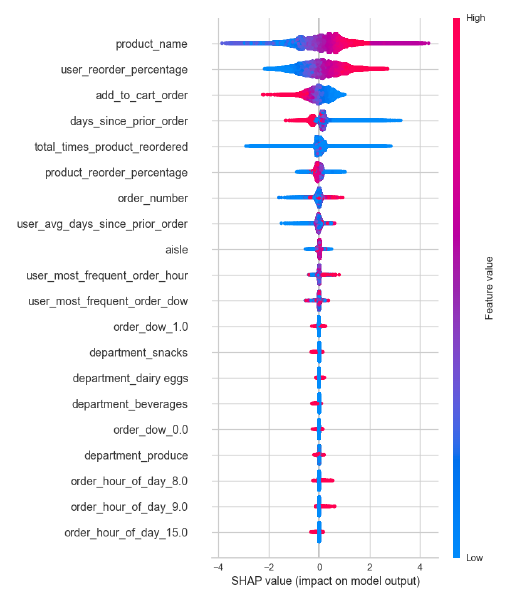 High
product_name
user_reorder_percentage
add_to_cart_order
days_since_prior_order
total_times_product_reordered
product_reorder_percentage
order_number
user_avg_days_since_prior_order
aisle
user_most_frequent_order_hour
user_most_frequent_order_dow
order_dow_1.0
department_snacks
department_dairy eggs
department_beverages
order_dow_0.0
department_produce
order_hour_of_day_8.0
order_hour_of_day_9.0
order_hour_of_day_15.0
Feature value
Low
−4 −2 0 2 4
SHAP value (impact on model output)